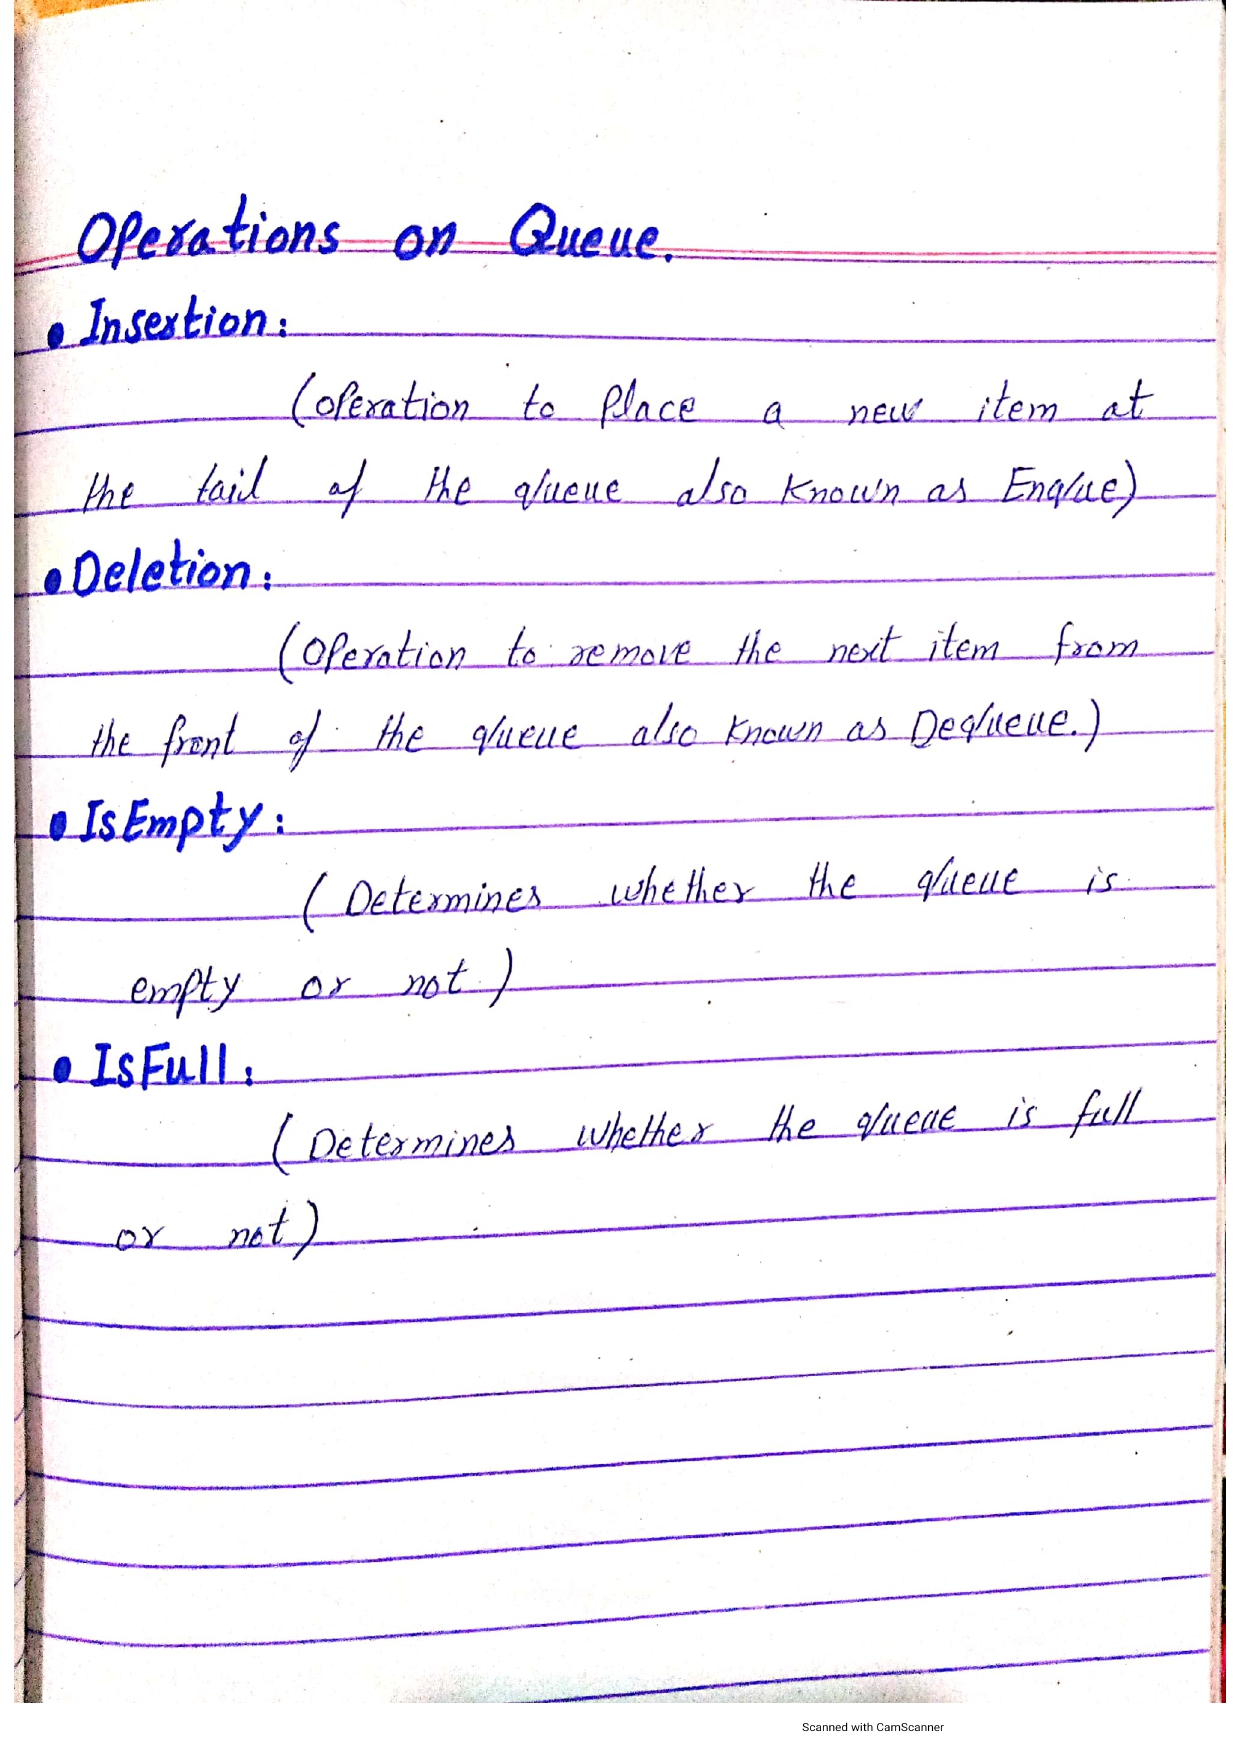 Operations on Queue.
• Insertion:
(operation to place a new item at
the tail of the queue also known as Enque)
• Deletion:
(Operation to remove the next item from
the front of the queue also known as Dequeue.)
• IsEmpty:
(Determines whether the queue is
empty or not)
• IsFull:
(Determines whether the queue is full
or not)
Scanned with CamScanner